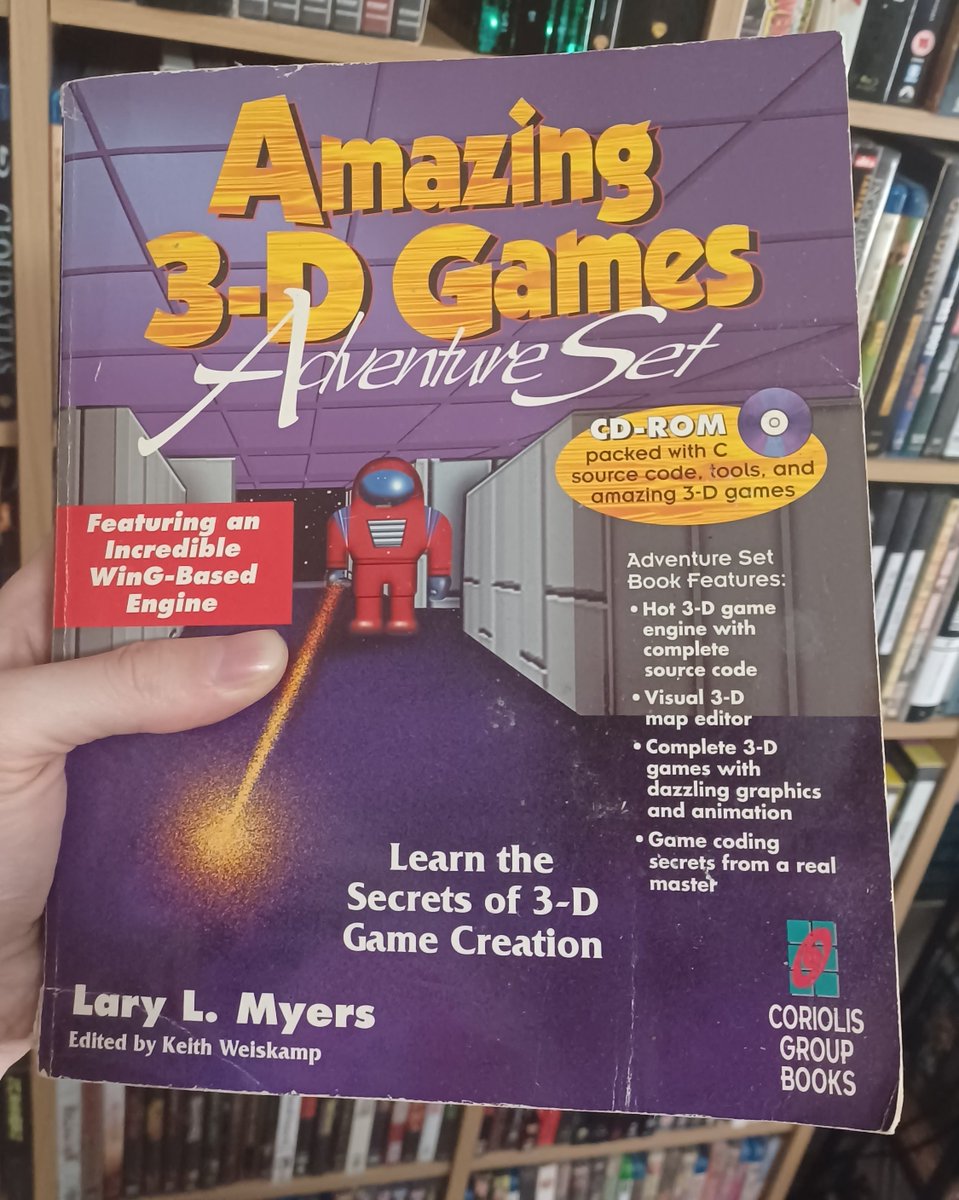 Amazing
3-D Games
Adventure Set
CD-ROM
packed with C
source code, tools, and
amazing 3-D games
Featuring an
Incredible
WinG-Based
Engine
Adventure Set
Book Features:
• Hot 3-D game
engine with
complete
source code
• Visual 3-D
map editor
• Complete 3-D
games with
dazzling graphics
and animation
• Game coding
secrets from a real
master
Learn the
Secrets of 3-D
Game Creation
Lary L. Myers
Edited by Keith Weiskamp
CORIOLIS
GROUP
BOOKS
CLOUD ATLAS